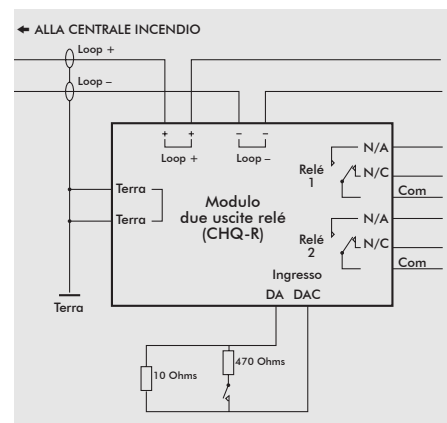 ← ALLA CENTRALE INCENDIO
Loop +
Loop –
+ + – –
Loop + Loop –
N/A
Relé
1
N/C
Com
Terra
Terra
Modulo
due uscite relé
(CHQ-R)
N/A
Relé
2
N/C
Com
Ingresso
DA DAC
Terra
10 Ohms
470 Ohms